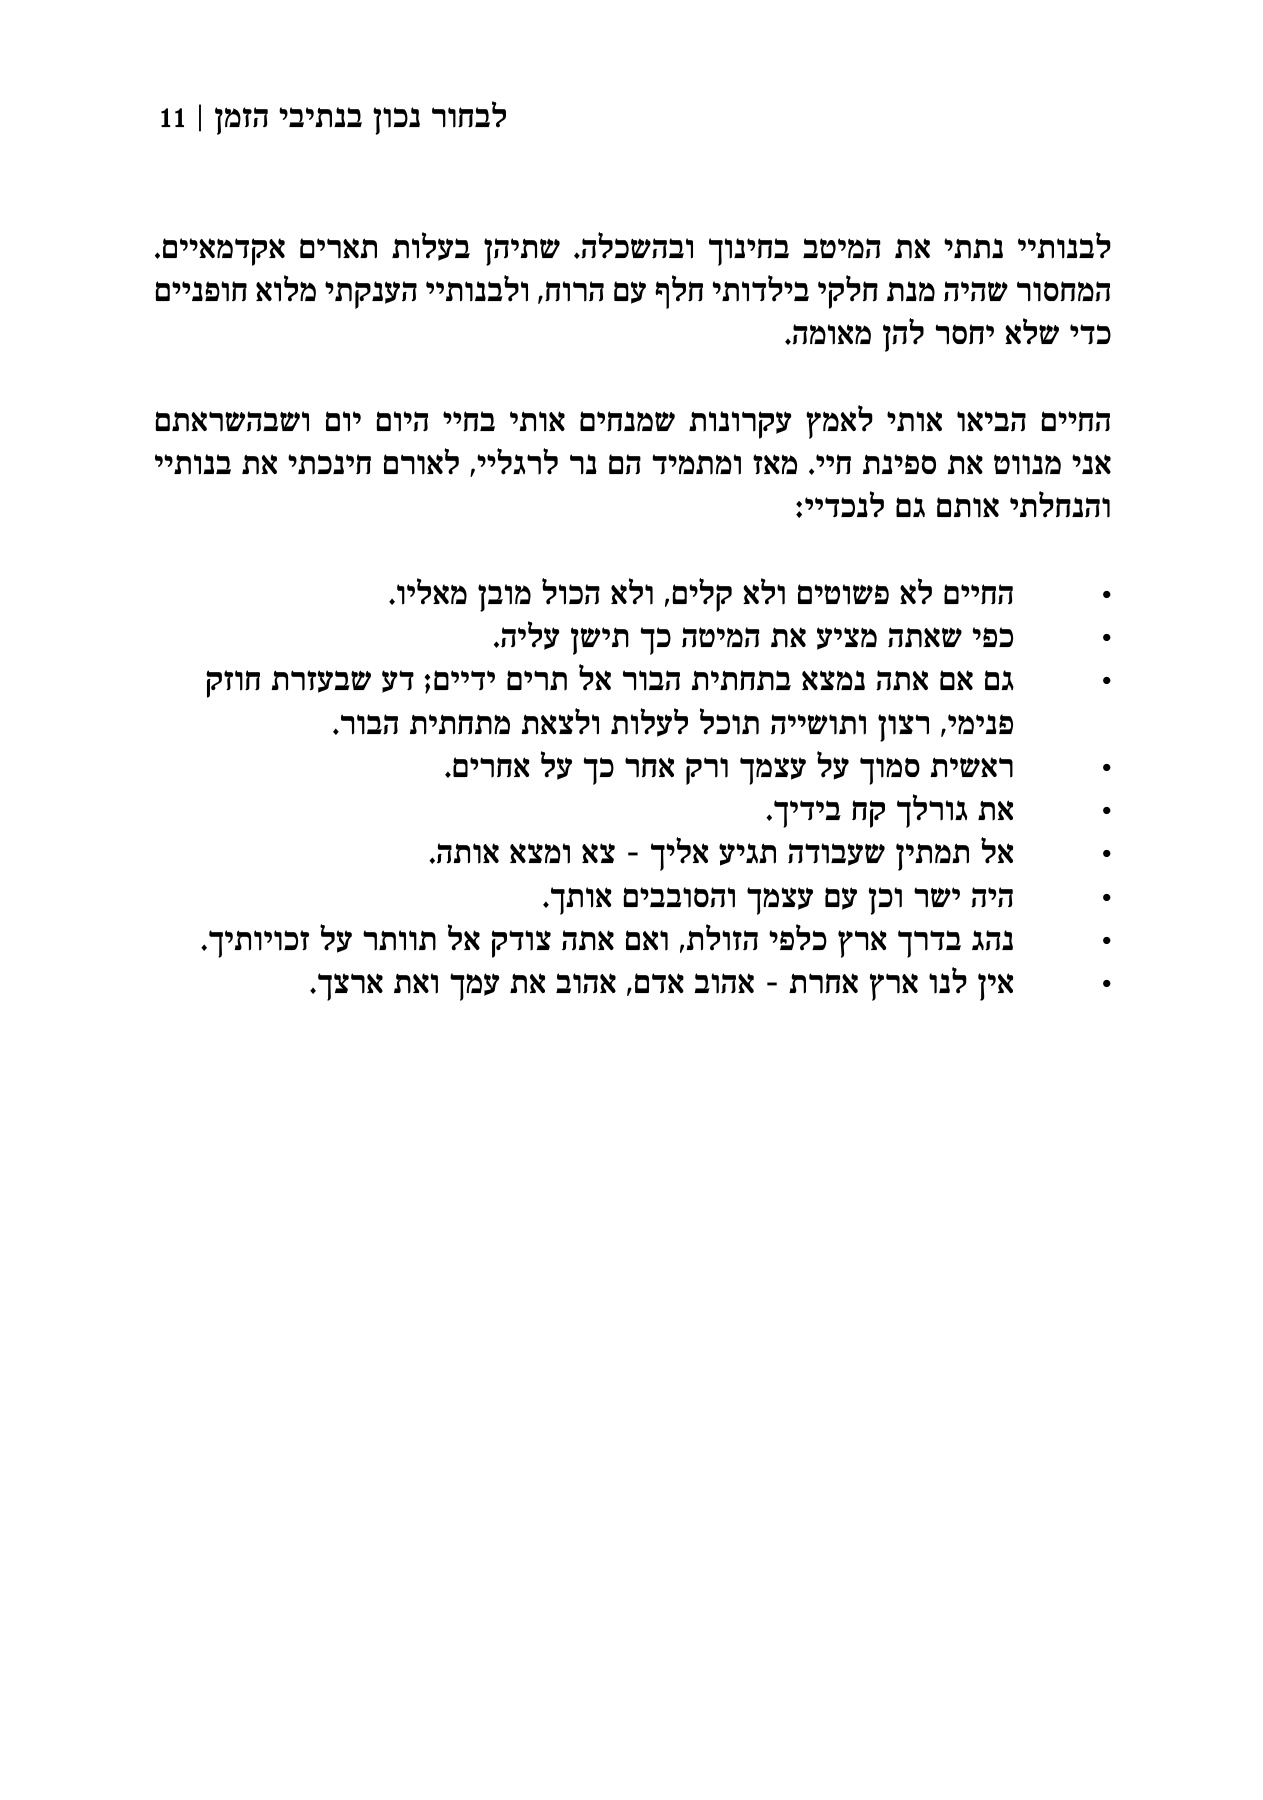 לבחור נכון בנתיבי הזמן | 11
לבנותיי נתתי את המיטב בחינוך ובהשכלה. שתיהן בעלות תארים אקדמאיים.
המחסור שהיה מנת חלקי בילדותי חלף עם הרוח, ולבנותיי הענקתי מלוא חופניים
כדי שלא יחסר להן מאומה.
החיים הביאו אותי לאמץ עקרונות שמנחים אותי בחיי היום יום ושבהשראתם
אני מנווט את ספינת חיי. מאז ומתמיד הם נר לרגליי, לאורם חינכתי את בנותיי
והנחלתי אותם גם לנכדיי:
• החיים לא פשוטים ולא קלים, ולא הכול מובן מאליו.
• כפי שאתה מציע את המיטה כך תישן עליה.
• גם אם אתה נמצא בתחתית הבור אל תרים ידיים; דע שבעזרת חוזק
פנימי, רצון ותושייה תוכל לעלות ולצאת מתחתית הבור.
• ראשית סמוך על עצמך ורק אחר כך על אחרים.
• את גורלך קח בידיך.
• אל תמתין שעבודה תגיע אליך - צא ומצא אותה.
• היה ישר וכן עם עצמך והסובבים אותך.
• נהג בדרך ארץ כלפי הזולת, ואם אתה צודק אל תוותר על זכויותיך.
• אין לנו ארץ אחרת - אהוב אדם, אהוב את עמך ואת ארצך.